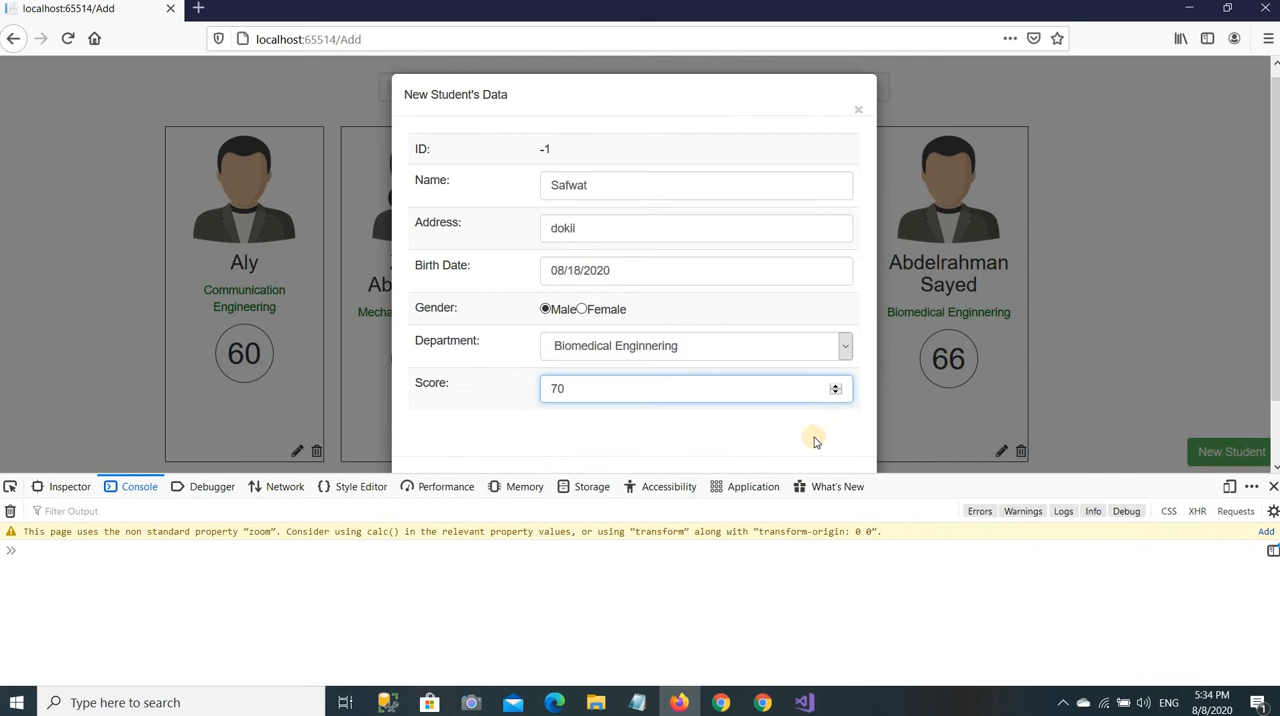 localhost:65514/Add
localhost:65514/Add
New Student's Data
×
ID: -1
Name: Safwat
Address: dokii
Birth Date: 08/18/2020
Gender: Male Female
Department: Biomedical Enginnering
Score: 70
Aly
Communication
Engineering
60
Ab
Mecha
Abdelrahman
Sayed
Biomedical Engineering
66
New Student
Inspector Console Debugger Network Style Editor Performance Memory Storage Accessibility Application What's New
Filter Output Errors Warnings Logs Info Debug CSS XHR Requests
This page uses the non standard property “zoom”. Consider using calc() in the relevant property values, or using “transform” along with “transform-origin: 0 0”. Add
Type here to search
ENG
5:34 PM
8/8/2020
1